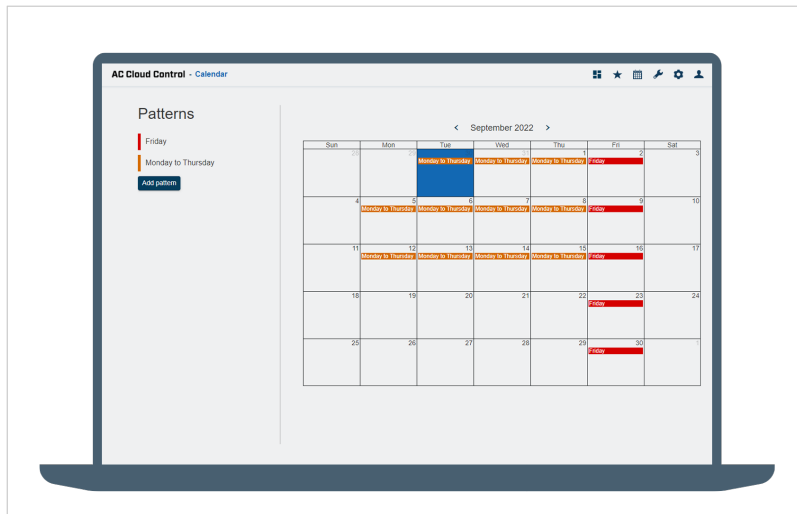 AC Cloud Control - Calendar
Patterns
Friday
Monday to Thursday
Add pattern
< September 2022 >
Sun Mon Tue Wed Thu Fri Sat
28 29 31 1 2 3
Monday to Thursday Monday to Thursday Monday to Thursday Friday
4 5 6 7 8 9 10
Monday to Thursday Monday to Thursday Monday to Thursday Monday to Thursday Friday
11 12 13 14 15 16 17
Monday to Thursday Monday to Thursday Monday to Thursday Monday to Thursday Friday
18 19 20 21 22 23 24
Friday
25 26 27 28 29 30 1
Friday